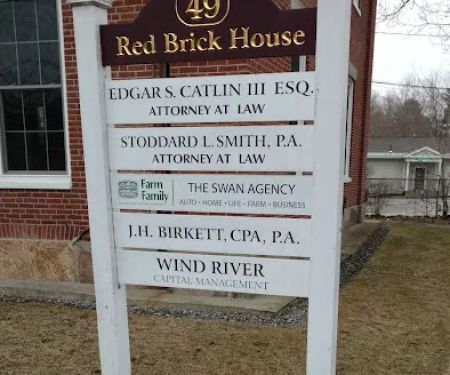 49
Red Brick House
EDGAR S. CATLIN III ESQ.
ATTORNEY AT LAW
STODDARD L. SMITH, P.A.
ATTORNEY AT LAW
Farm Family
THE SWAN AGENCY
AUTO · HOME · LIFE · FARM · BUSINESS
J.H. BIRKETT, CPA, P.A.
WIND RIVER
CAPITAL MANAGEMENT